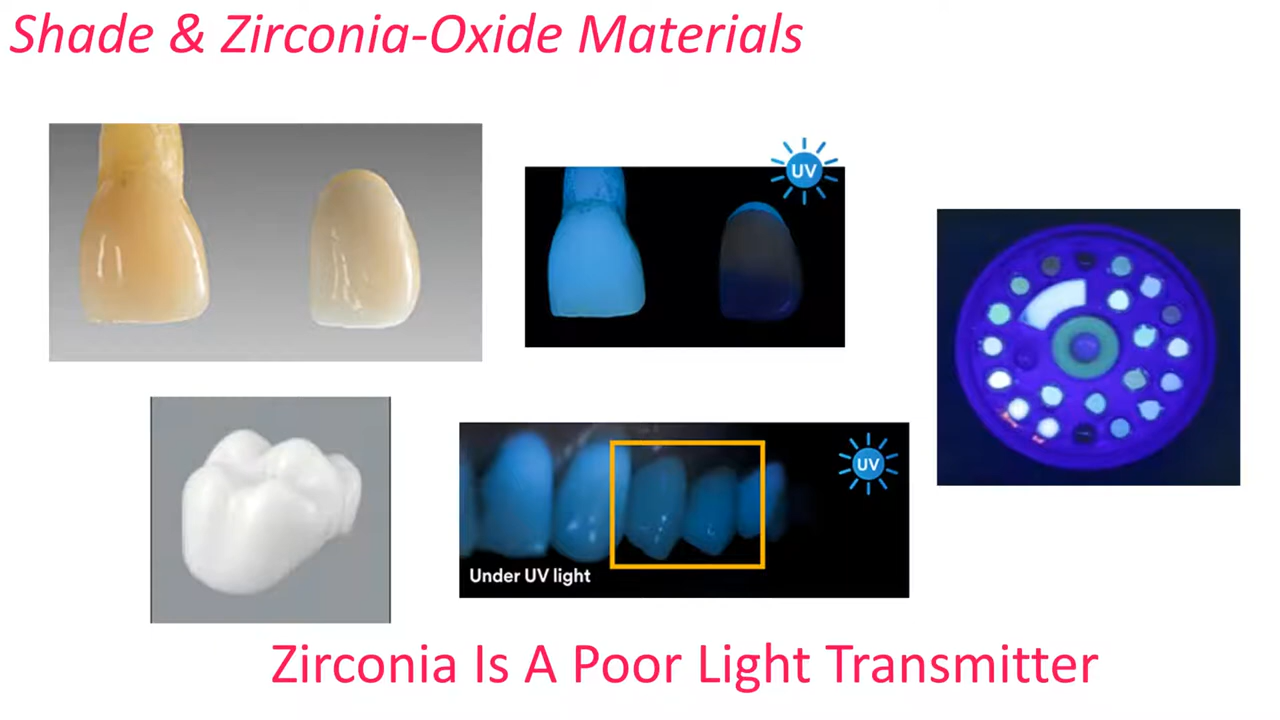 Shade & Zirconia-Oxide Materials
UV
UV
Under UV light
Zirconia Is A Poor Light Transmitter